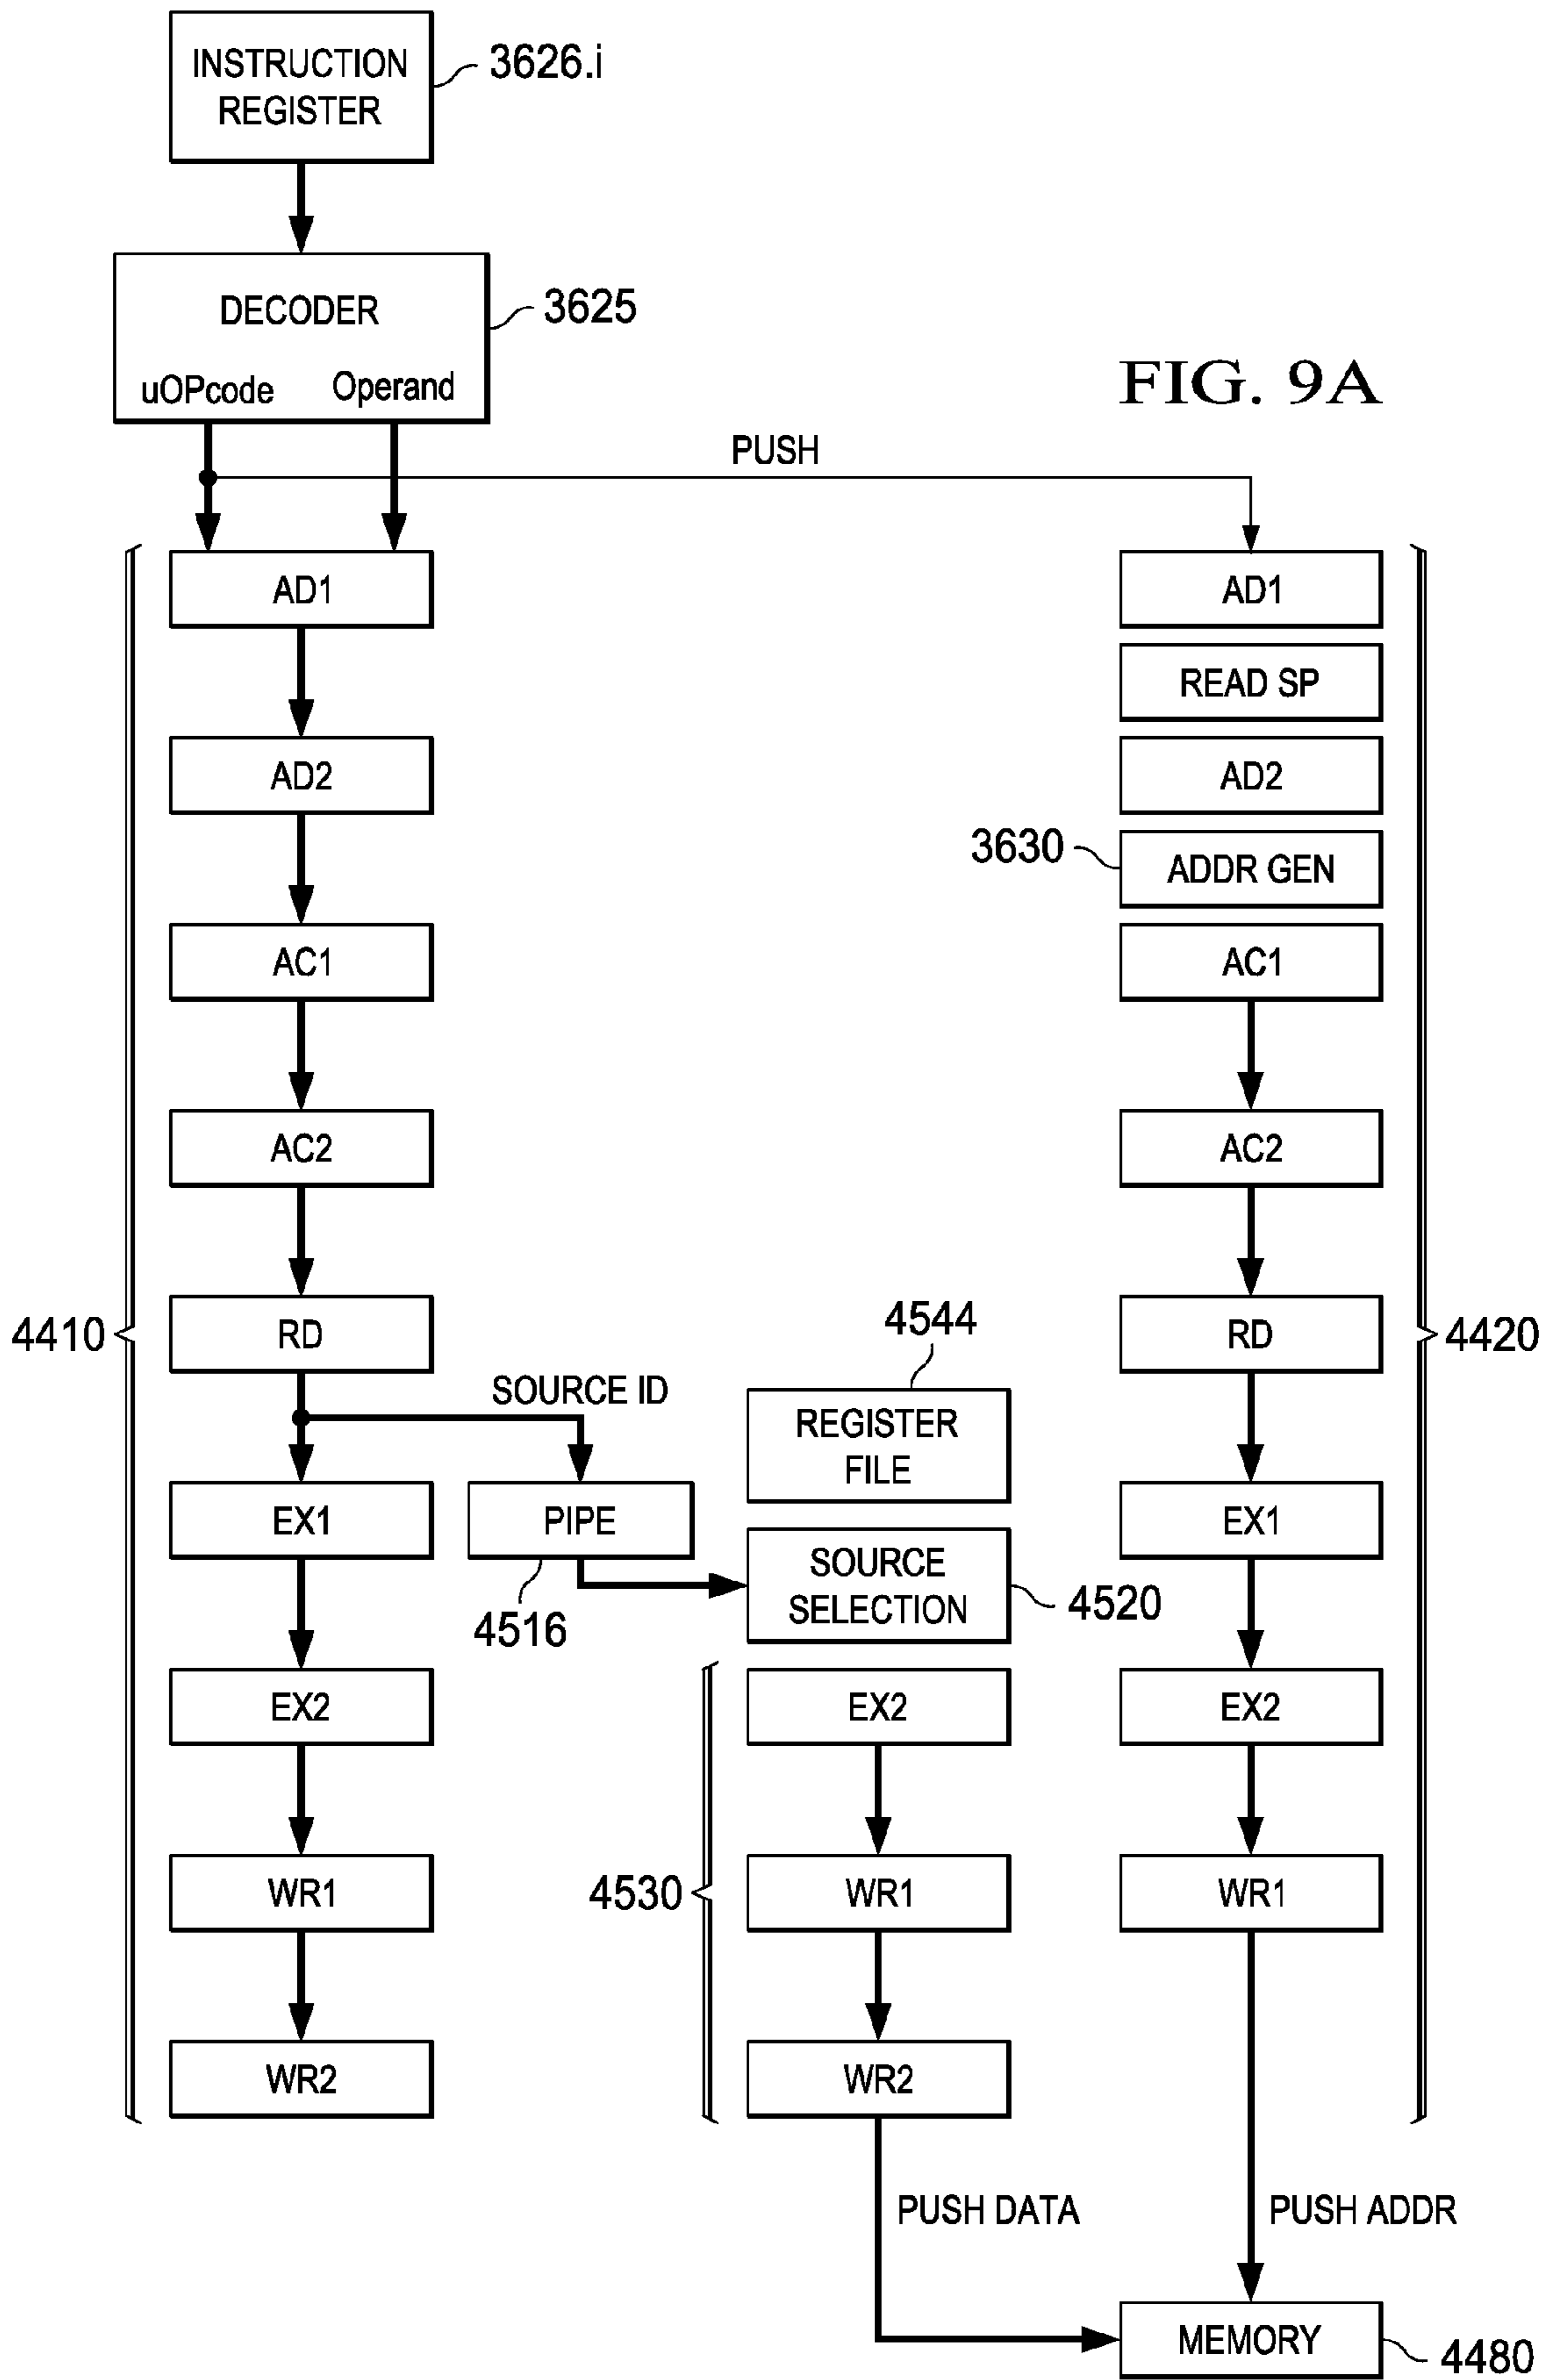 INSTRUCTION
REGISTER
3626.i
DECODER
3625
uOPcode
Operand
FIG. 9A
PUSH
AD1
AD1
READ SP
AD2
AD2
3630
ADDR GEN
AC1
AC1
AC2
AC2
4410
RD
4544
RD
4420
SOURCE ID
REGISTER
FILE
EX1
PIPE
EX1
SOURCE
SELECTION
4516
4520
EX2
EX2
EX2
4530
WR1
WR1
WR1
WR2
WR2
PUSH DATA
PUSH ADDR
MEMORY
4480